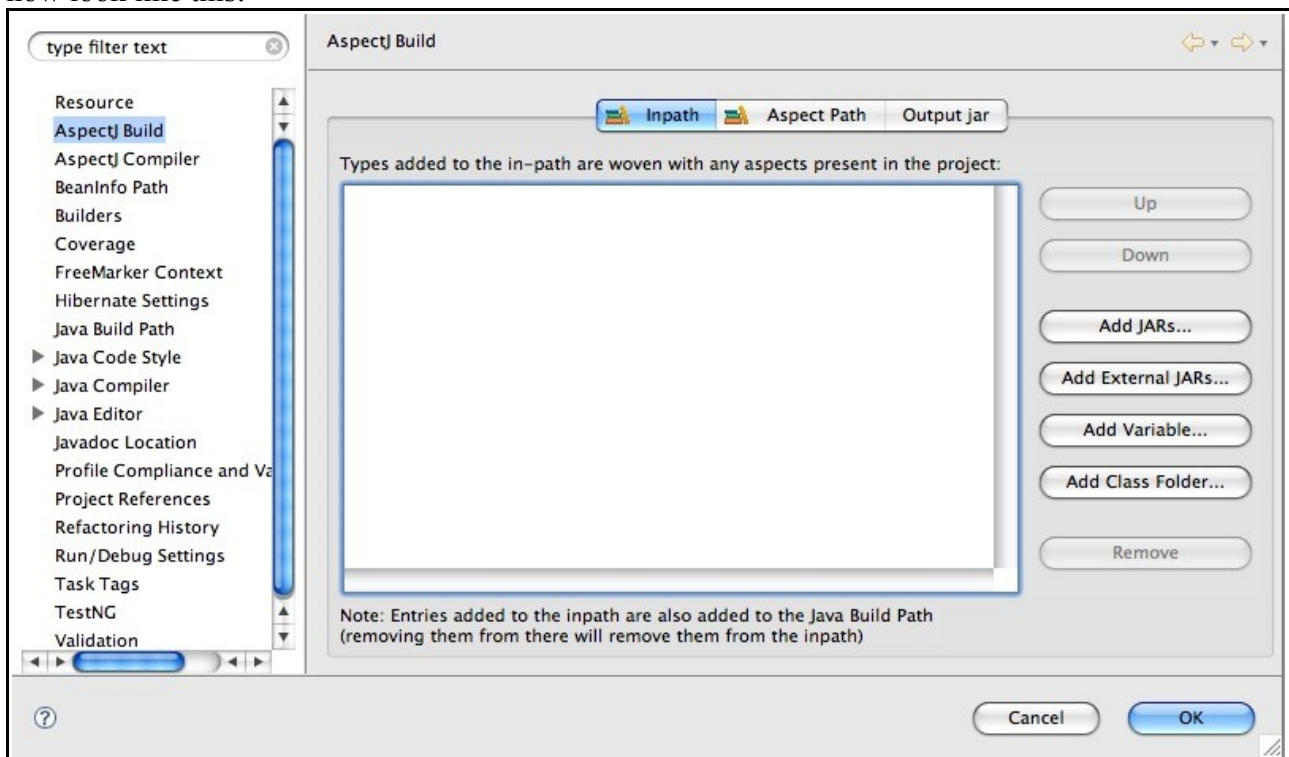 type filter text
Resource
AspectJ Build
AspectJ Compiler
BeanInfo Path
Builders
Coverage
FreeMarker Context
Hibernate Settings
Java Build Path
Java Code Style
Java Compiler
Java Editor
Javadoc Location
Profile Compliance and Va
Project References
Refactoring History
Run/Debug Settings
Task Tags
TestNG
Validation
AspectJ Build
Inpath Aspect Path Output jar
Types added to the in-path are woven with any aspects present in the project:
Up
Down
Add JARs...
Add External JARs...
Add Variable...
Add Class Folder...
Remove
Note: Entries added to the inpath are also added to the Java Build Path
(removing them from there will remove them from the inpath)
?
Cancel OK